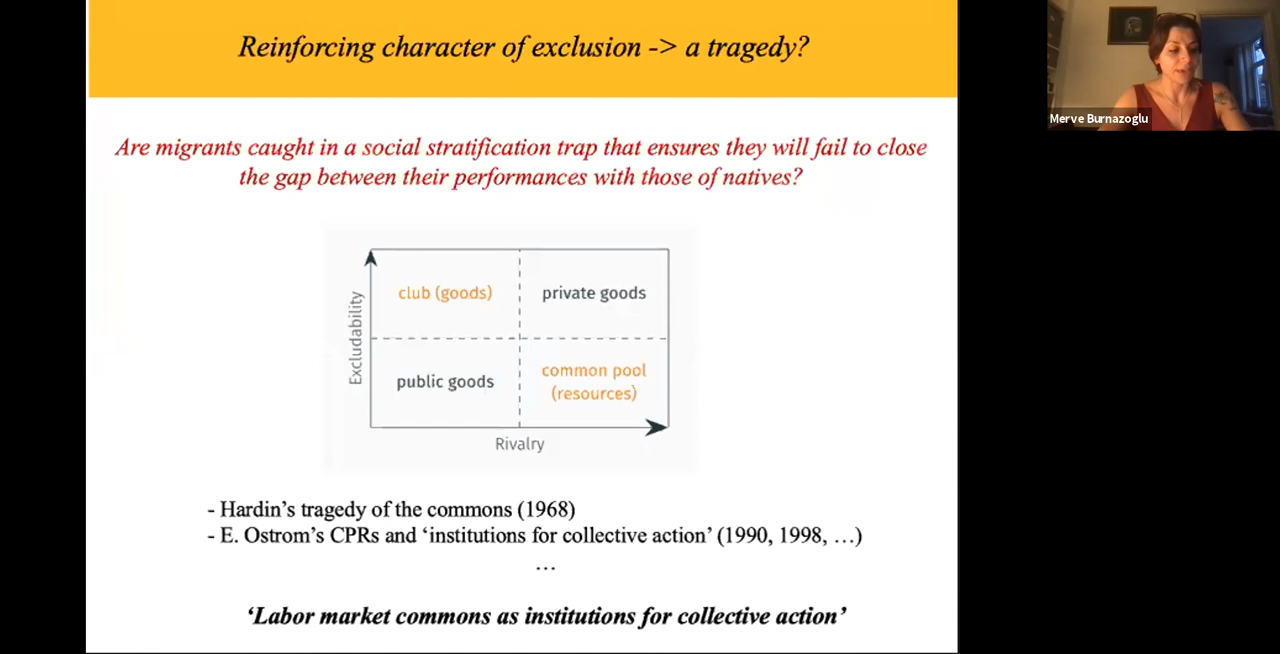 Reinforcing character of exclusion -> a tragedy?
Merve Burnazoglu
Are migrants caught in a social stratification trap that ensures they will fail to close
the gap between their performances with those of natives?
Excludability
club (goods)
private goods
public goods
common pool
(resources)
Rivalry
- Hardin’s tragedy of the commons (1968)
- E. Ostrom’s CPRs and ‘institutions for collective action’ (1990, 1998, …)
…
‘Labor market commons as institutions for collective action’